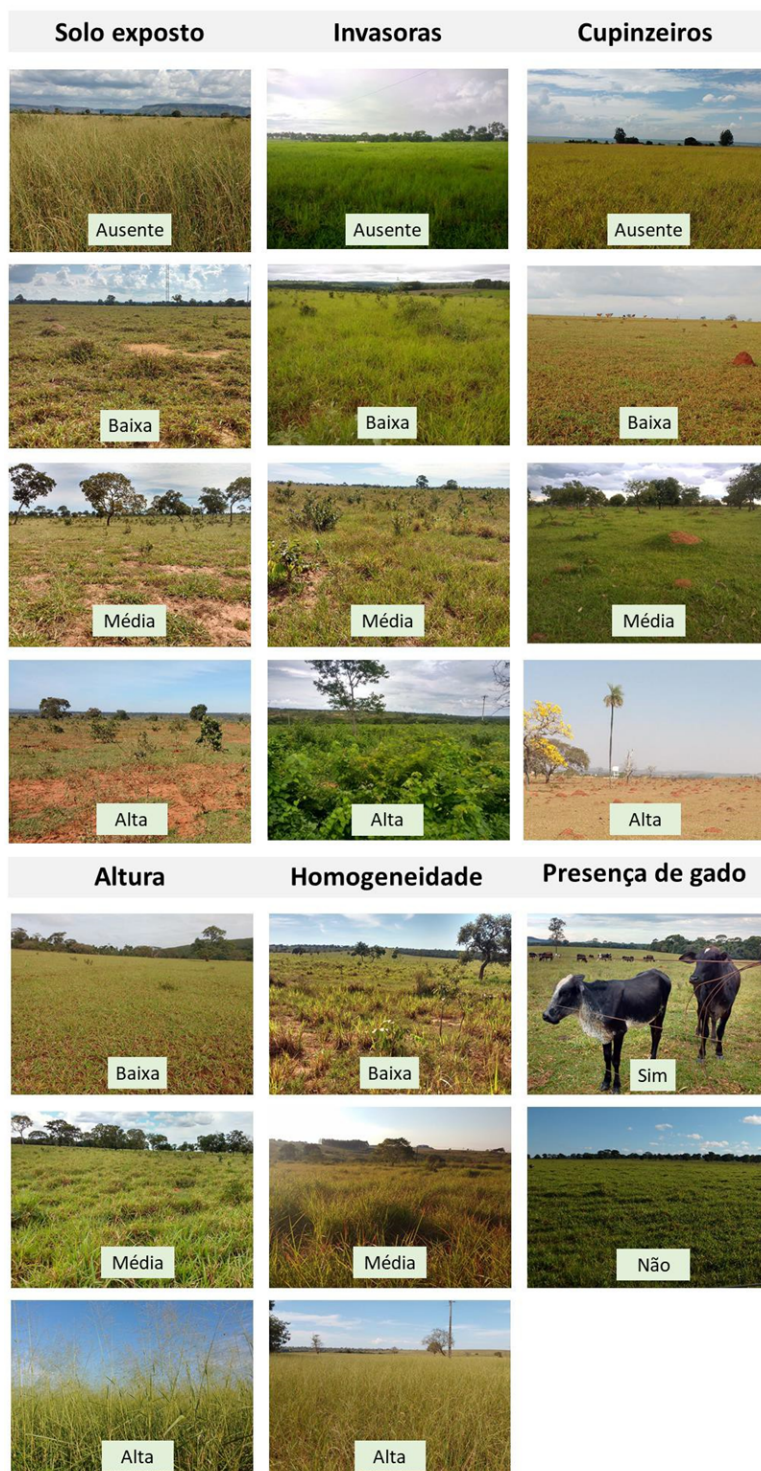 Solo exposto Invasoras Cupinzeiros
Ausente Ausente Ausente
Baixa Baixa Baixa
Média Média Média
Alta Alta Alta
Altura Homogeneidade Presença de gado
Baixa Baixa Sim
Média Média Não
Alta Alta